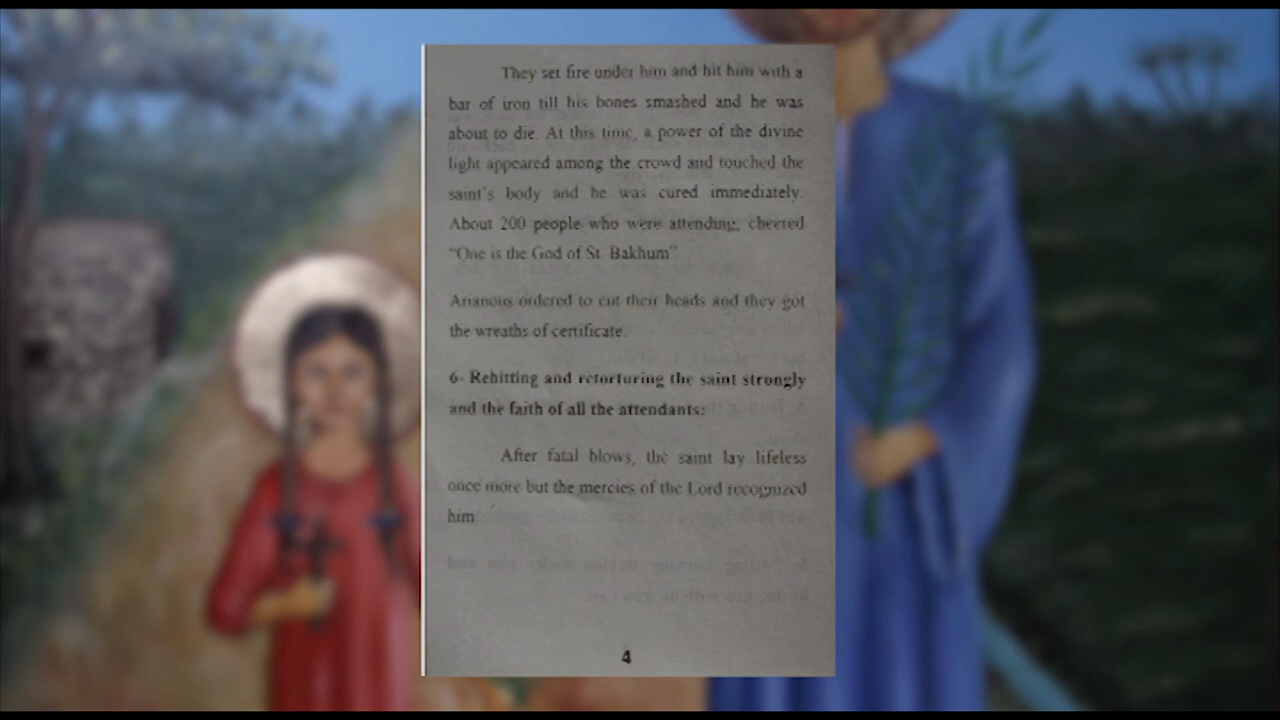 They set fire under him and hit him with a
bar of iron till his bones smashed and he was
about to die. At this time, a power of the divine
light appeared among the crowd and touched the
saint's body and he was cured immediately.
About 200 people who were attending, cheered
"One is the God of St. Bakhum"
Arianous ordered to cut their heads and they got
the wreaths of certificate.
6- Rehitting and retorturing the saint strongly
and the faith of all the attendants:
After fatal blows, the saint lay lifeless
once more but the mercies of the Lord recognized
him
4